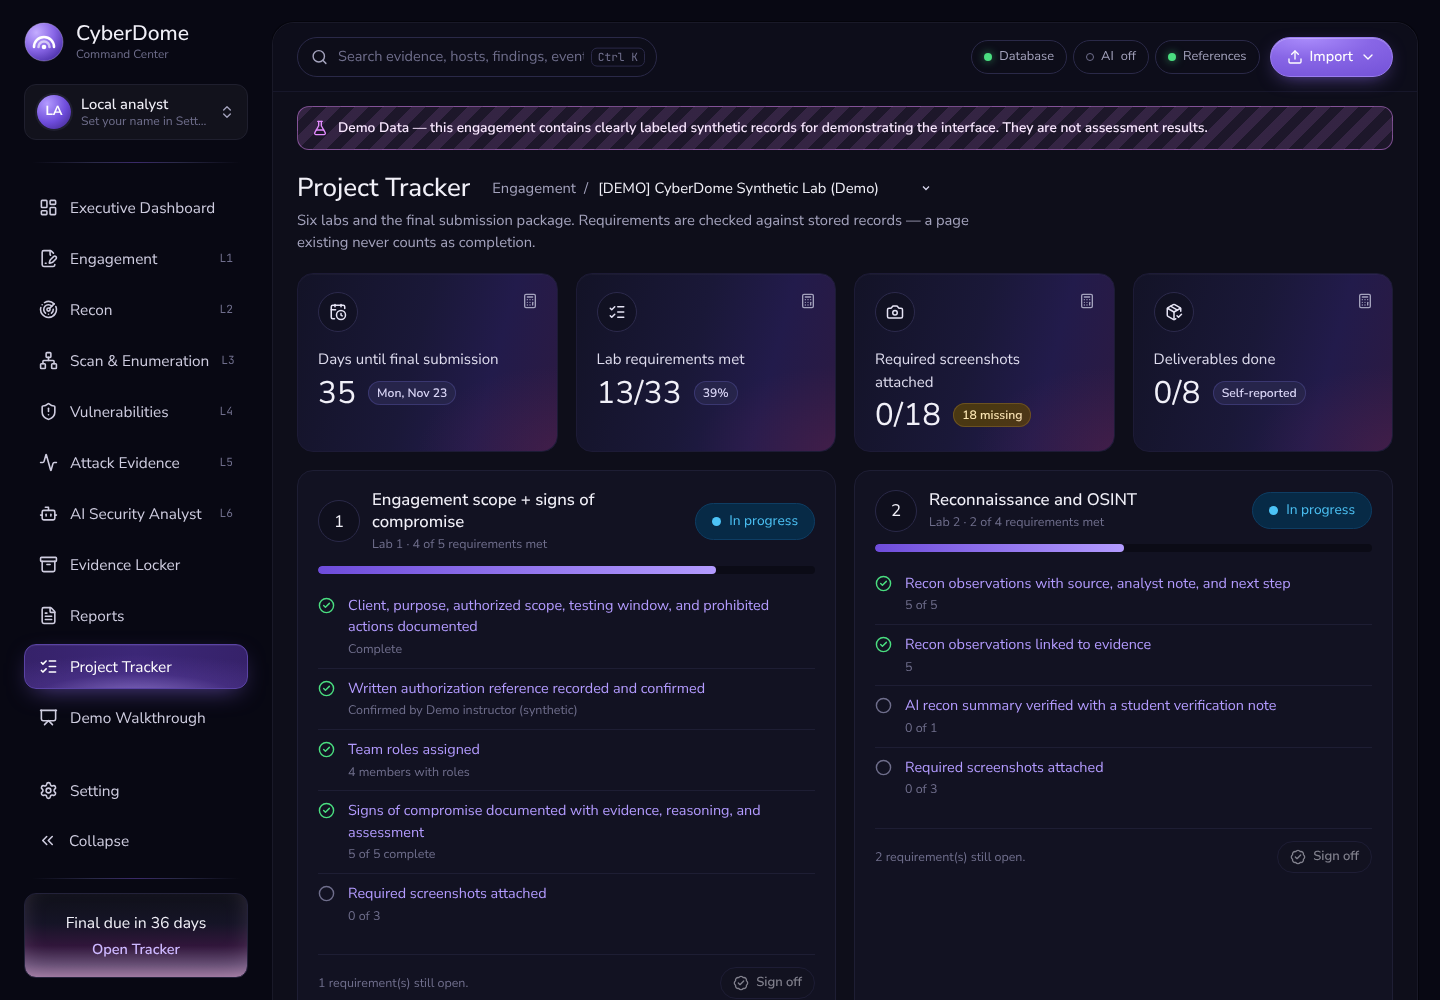 CyberDome
Command Center
LA
Local analyst
Set your name in Sett...
Executive Dashboard
Engagement L1
Recon L2
Scan & Enumeration L3
Vulnerabilities L4
Attack Evidence L5
AI Security Analyst L6
Evidence Locker
Reports
Project Tracker
Demo Walkthrough
Setting
Collapse
Final due in 36 days
Open Tracker
Search evidence, hosts, findings, event Ctrl K
Database
AI off
References
Import
Demo Data — this engagement contains clearly labeled synthetic records for demonstrating the interface. They are not assessment results.
Project Tracker
Engagement / [DEMO] CyberDome Synthetic Lab (Demo)
Six labs and the final submission package. Requirements are checked against stored records — a page
existing never counts as completion.
Days until final submission
35 Mon, Nov 23
Lab requirements met
13/33 39%
Required screenshots
attached
0/18 18 missing
Deliverables done
0/8 Self-reported
1
Engagement scope + signs of
compromise
Lab 1 · 4 of 5 requirements met
In progress
Client, purpose, authorized scope, testing window, and prohibited
actions documented
Complete
Written authorization reference recorded and confirmed
Confirmed by Demo instructor (synthetic)
Team roles assigned
4 members with roles
Signs of compromise documented with evidence, reasoning, and
assessment
5 of 5 complete
Required screenshots attached
0 of 3
1 requirement(s) still open.
Sign off
2
Reconnaissance and OSINT
Lab 2 · 2 of 4 requirements met
In progress
Recon observations with source, analyst note, and next step
5 of 5
Recon observations linked to evidence
5
AI recon summary verified with a student verification note
0 of 1
Required screenshots attached
0 of 3
2 requirement(s) still open.
Sign off